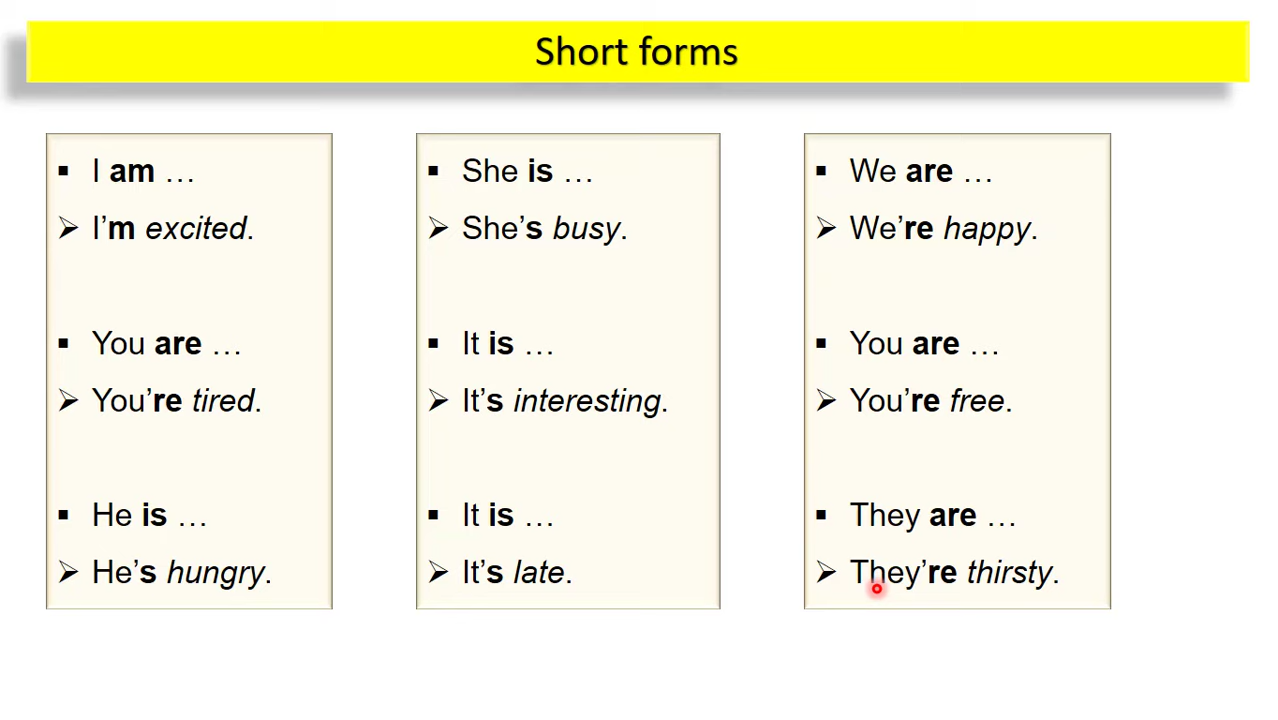 Short forms
▪ I am …
➢ I’m excited.
▪ You are …
➢ You’re tired.
▪ He is …
➢ He’s hungry.
▪ She is …
➢ She’s busy.
▪ It is …
➢ It’s interesting.
▪ It is …
➢ It’s late.
▪ We are …
➢ We’re happy.
▪ You are …
➢ You’re free.
▪ They are …
➢ They’re thirsty.